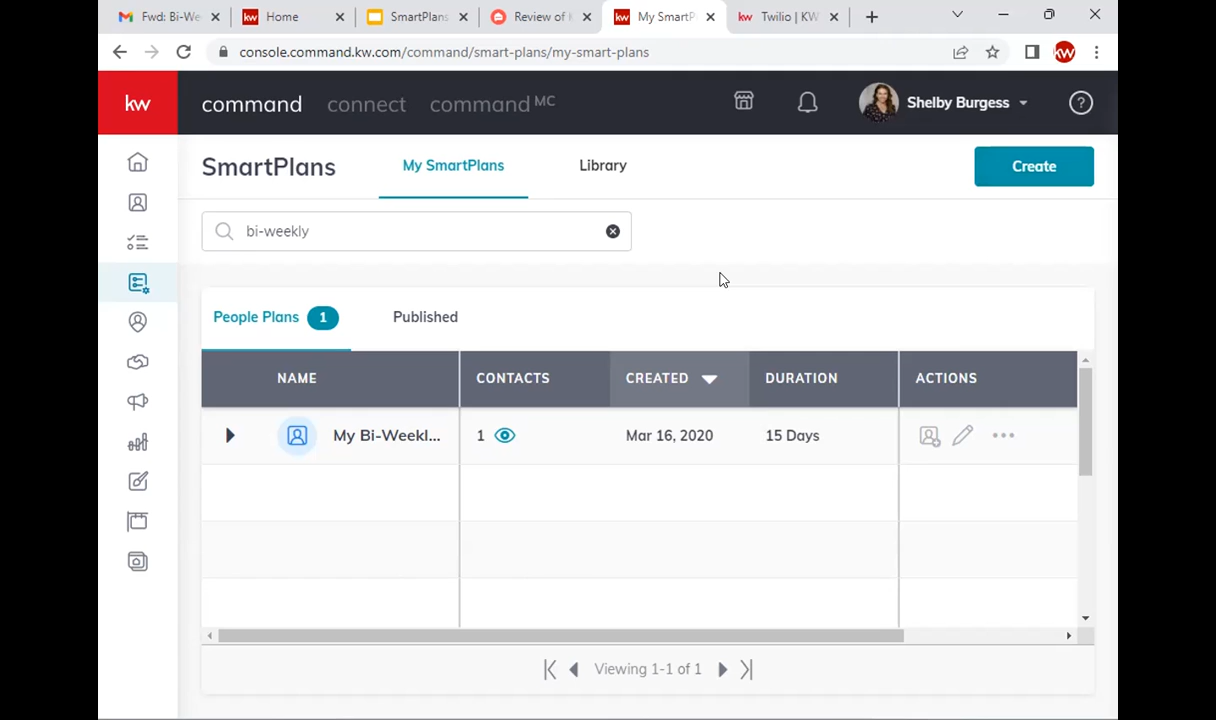 Fwd: Bi-We
Home
SmartPlans
Review of
My SmartP
kw Twilio | KW
console.command.kw.com/command/smart-plans/my-smart-plans
kw
command connect command MC
Shelby Burgess
SmartPlans
My SmartPlans
Library
Create
bi-weekly
People Plans 1
Published
NAME CONTACTS CREATED DURATION ACTIONS
My Bi-Weekl... 1 Mar 16, 2020 15 Days
Viewing 1-1 of 1